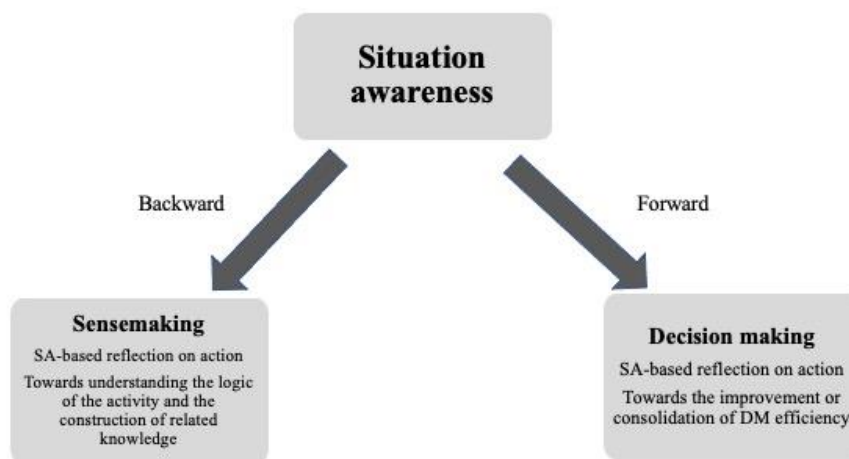 Situation
awareness
Backward
Forward
Sensemaking
SA-based reflection on action
Towards understanding the logic
of the activity and the
construction of related
knowledge
Decision making
SA-based reflection on action
Towards the improvement or
consolidation of DM efficiency